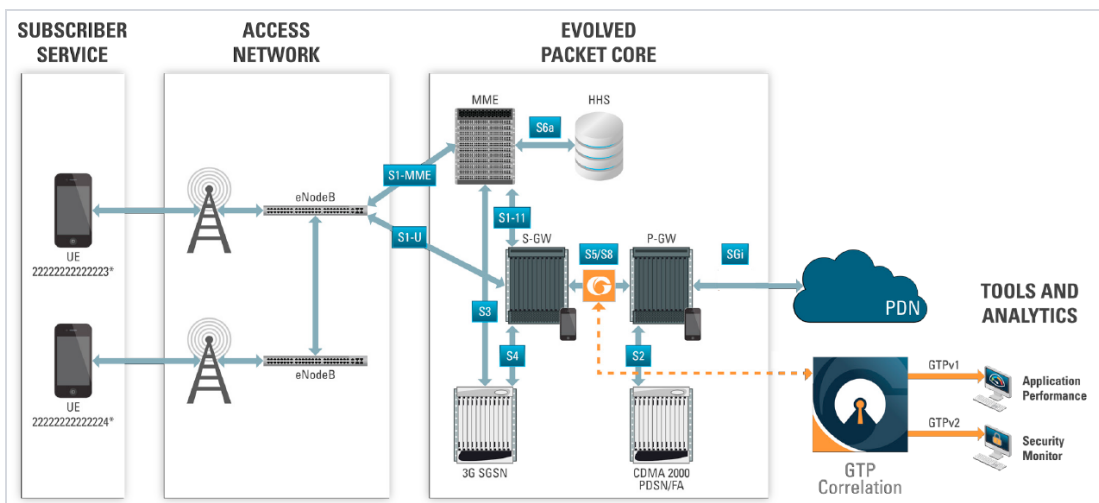 SUBSCRIBER
SERVICE
ACCESS
NETWORK
EVOLVED
PACKET CORE
MME
HHS
S6a
S1-MME
eNodeB
S1-11
S1-U
S-GW
P-GW
S5/S8
SGi
UE
22222222222223*
PDN
TOOLS AND
ANALYTICS
S3
S4
S2
eNodeB
GTPv1
Application
Performance
UE
22222222222224*
GTPv2
Security
Monitor
3G SGSN
CDMA 2000
PDSN/FA
GTP
Correlation